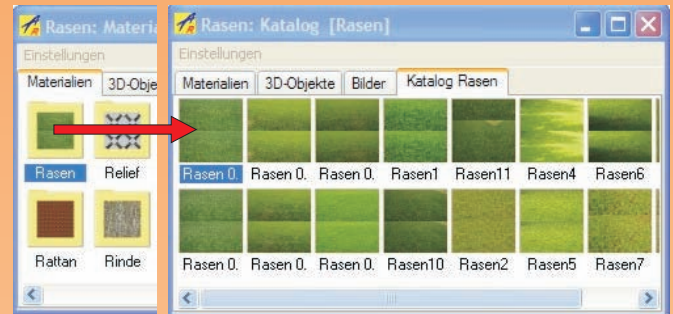 Rasen: Materia
Einstellungen
Materialien 3D-Obje
Rasen Relief
Rattan Rinde
Rasen: Katalog [Rasen]
Einstellungen
Materialien 3D-Objekte Bilder Katalog Rasen
Rasen 0. Rasen 0. Rasen 0. Rasen1 Rasen11 Rasen4 Rasen6
Rasen 0. Rasen 0. Rasen 0. Rasen10 Rasen2 Rasen5 Rasen7